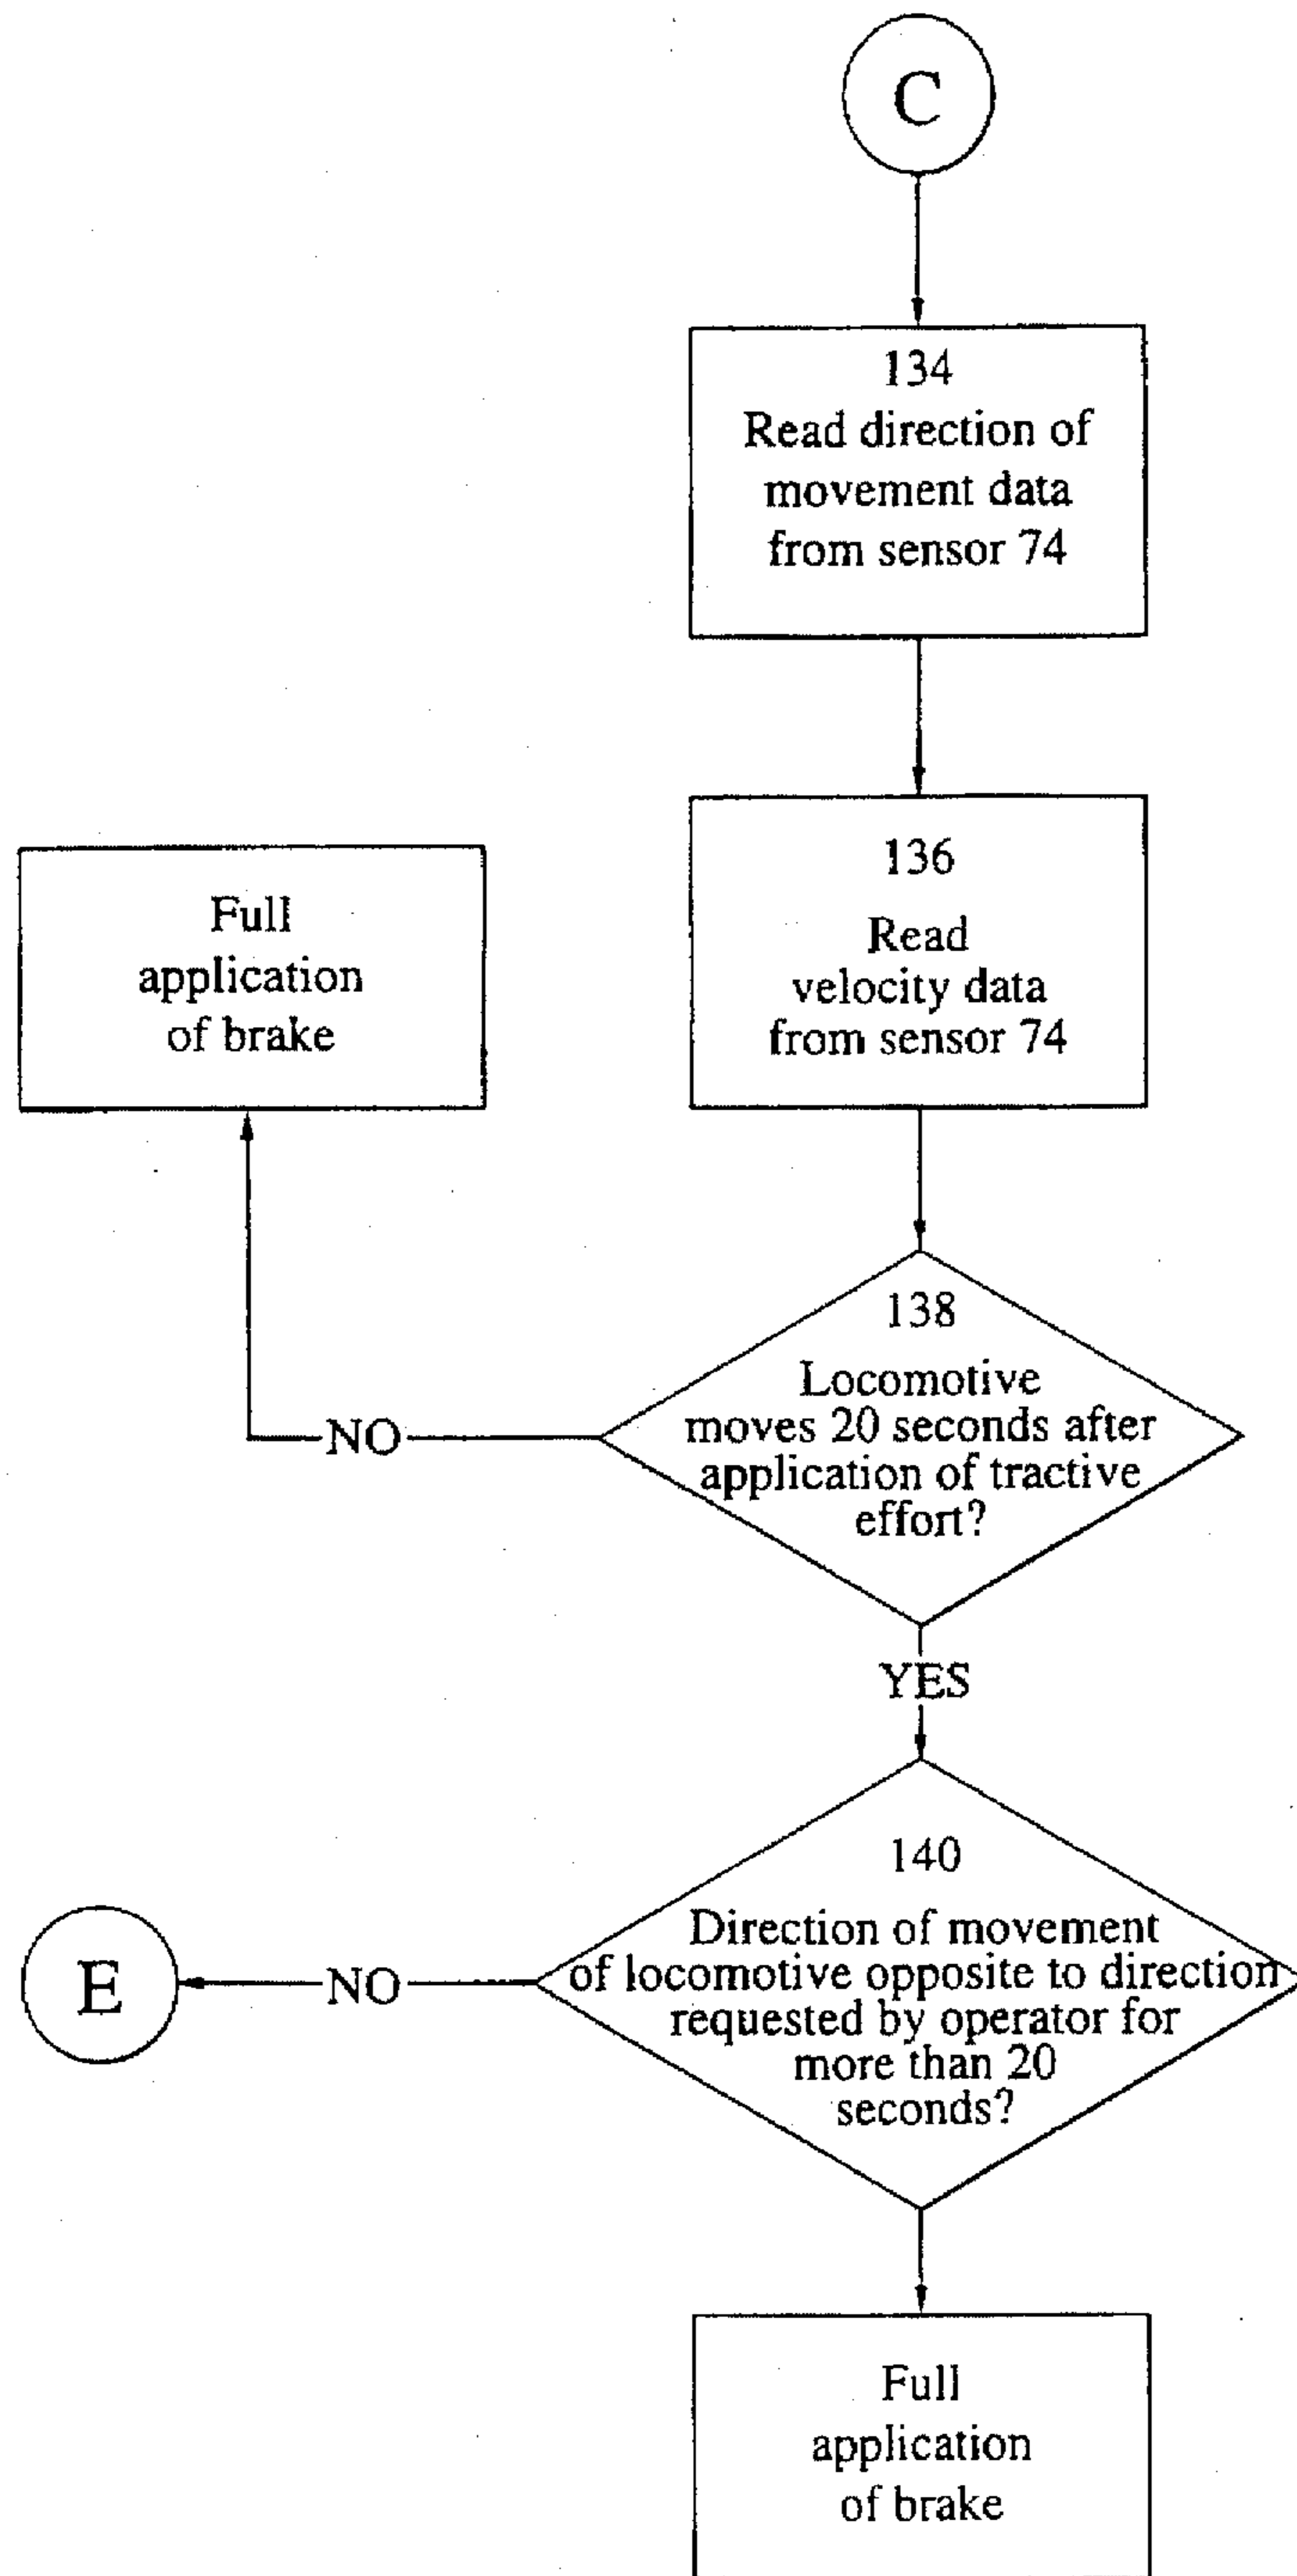 C
134
Read direction of
movement data
from sensor 74
136
Read
velocity data
from sensor 74
Full
application
of brake
138
Locomotive
moves 20 seconds after
application of tractive
effort?
NO
YES
140
Direction of movement
of locomotive opposite to direction
requested by operator for
more than 20
seconds?
NO
E
Full
application
of brake